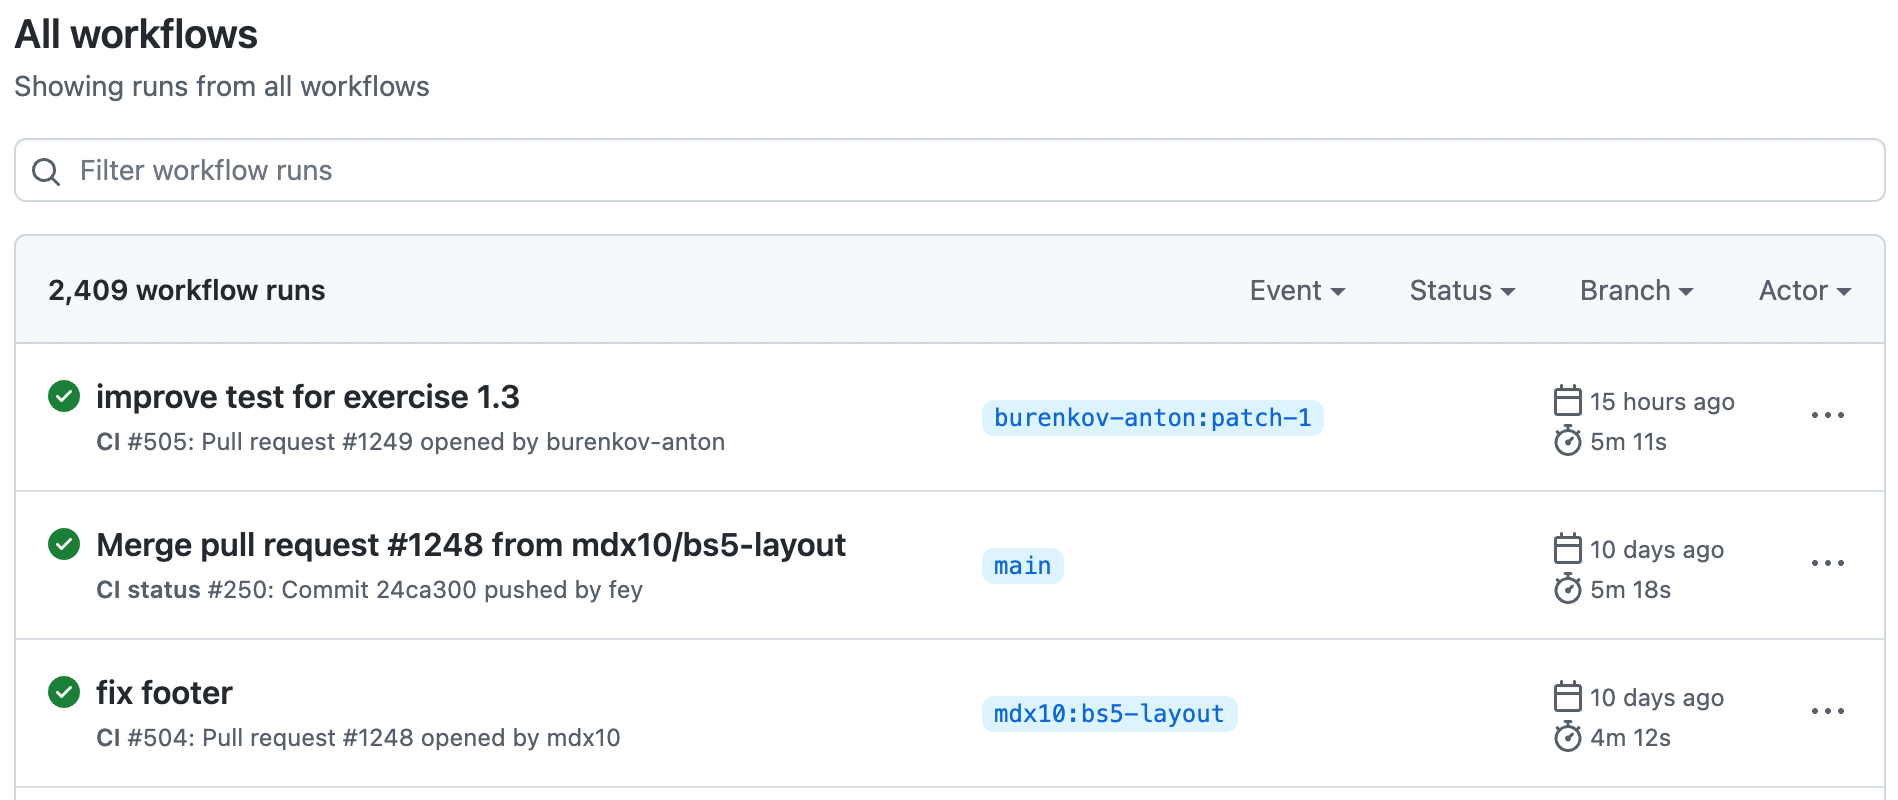 All workflows
Showing runs from all workflows
Filter workflow runs
2,409 workflow runs Event Status Branch Actor
improve test for exercise 1.3
CI #505: Pull request #1249 opened by burenkov-anton
burenkov-anton:patch-1
15 hours ago
5m 11s
Merge pull request #1248 from mdx10/bs5-layout
CI status #250: Commit 24ca300 pushed by fey
main
10 days ago
5m 18s
fix footer
CI #504: Pull request #1248 opened by mdx10
mdx10:bs5-layout
10 days ago
4m 12s